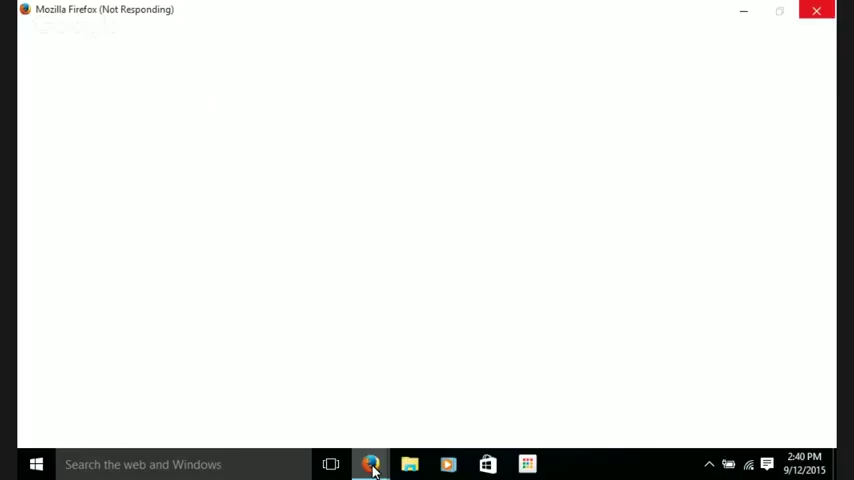 Mozilla Firefox (Not Responding)
Search the web and Windows
2:40 PM
9/12/2015